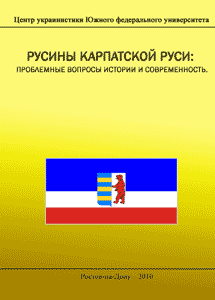 Центр украинистики Южного федерального университета
РУСИНЫ КАРПАТСКОЙ РУСИ:
ПРОБЛЕМНЫЕ ВОПРОСЫ ИСТОРИИ И СОВРЕМЕННОСТЬ.
Ростов-на-Дону – 2010